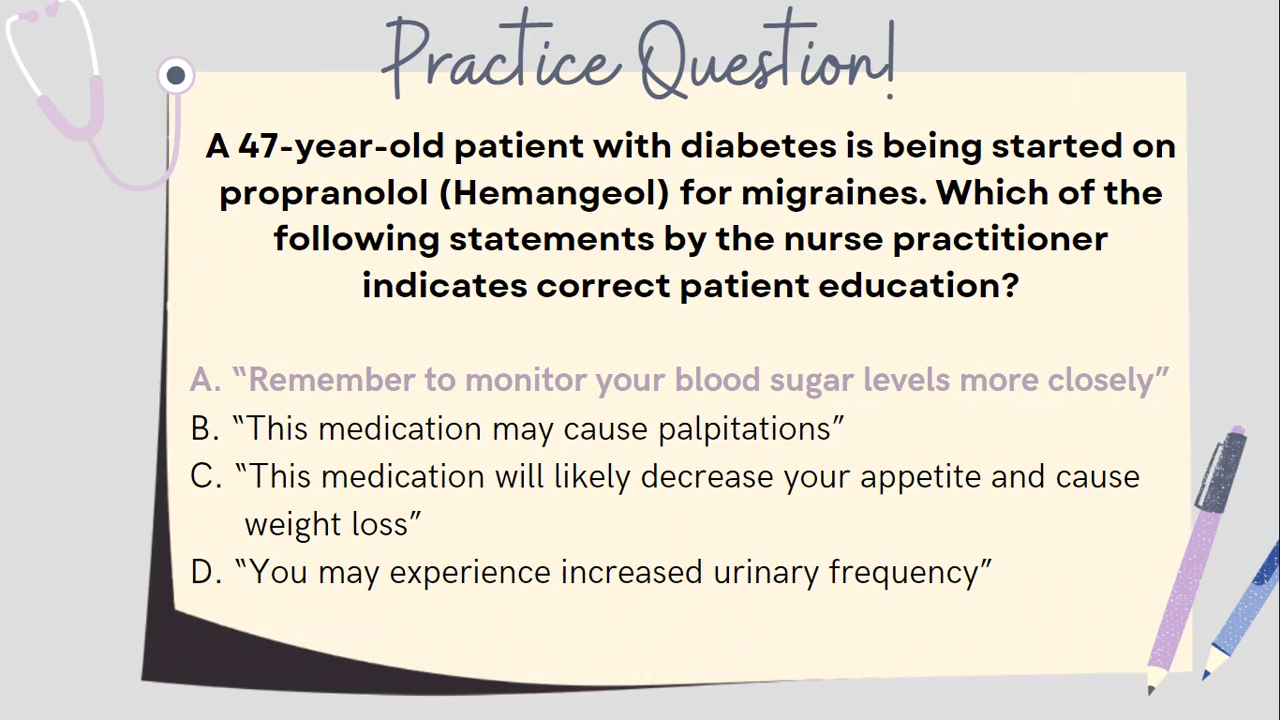 Practice Question!
A 47-year-old patient with diabetes is being started on
propranolol (Hemangeol) for migraines. Which of the
following statements by the nurse practitioner
indicates correct patient education?
A. “Remember to monitor your blood sugar levels more closely”
B. “This medication may cause palpitations”
C. “This medication will likely decrease your appetite and cause
weight loss”
D. “You may experience increased urinary frequency”